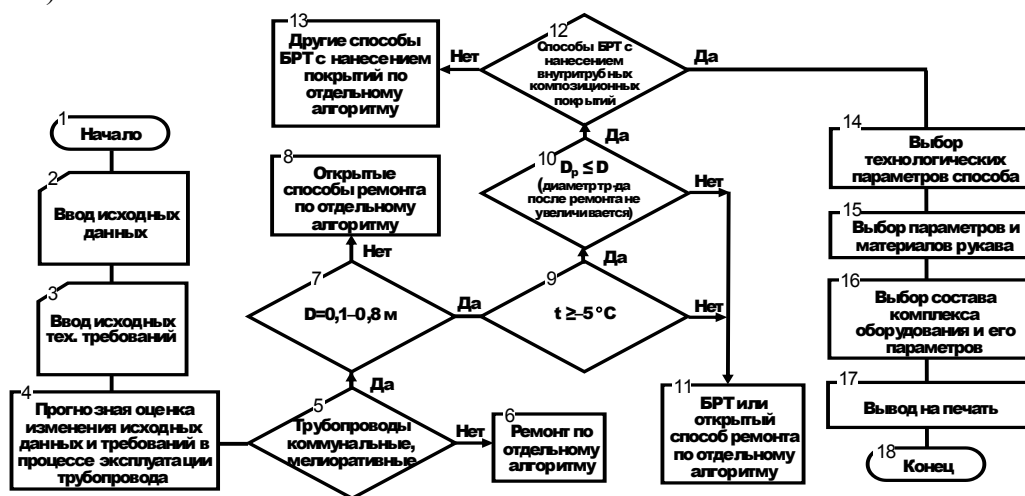 1
Начало
2
Ввод исходных
данных
3
Ввод исходных
тех. требований
4
Прогнозная оценка
изменения исходных
данных и требований в
процессе эксплуатации
трубопровода
5
Трубопроводы
коммунальные,
мелиоративные
Да
Нет
6
Ремонт по
отдельному
алгоритму
7
D=0,1–0,8 м
Нет
Да
8
Открытые
способы ремонта
по отдельному
алгоритму
9
t ≥–5 °C
Да
Нет
10
Dр ≤ D
(диаметр тр-да
после ремонта не
увеличивается)
Да
Нет
11
БРТ или
открытый
способ ремонта
по отдельному
алгоритму
12
Способы БРТ с
нанесением
внутритрубных
композиционных
покрытий
Нет
Да
13
Другие способы
БРТ с нанесением
покрытий по
отдельному
алгоритму
14
Выбор
технологических
параметров способа
15
Выбор параметров и
материалов рукава
16
Выбор состава
комплекса
оборудования и его
параметров
17
Вывод на печать
18
Конец